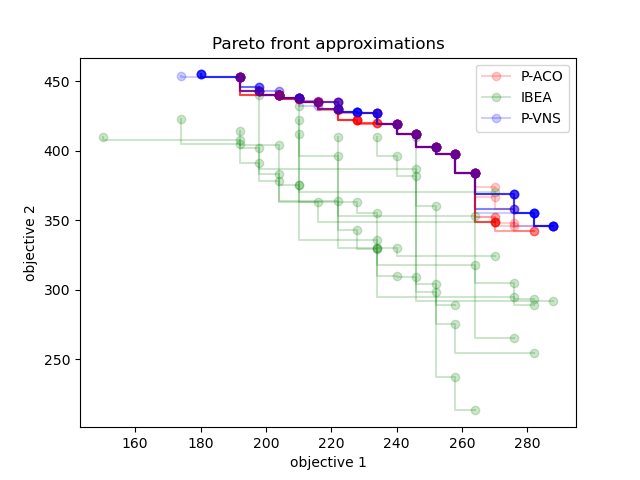 Pareto front approximations
P-ACO
IBEA
P-VNS
450
400
350
300
250
objective 2
160 180 200 220 240 260 280
objective 1